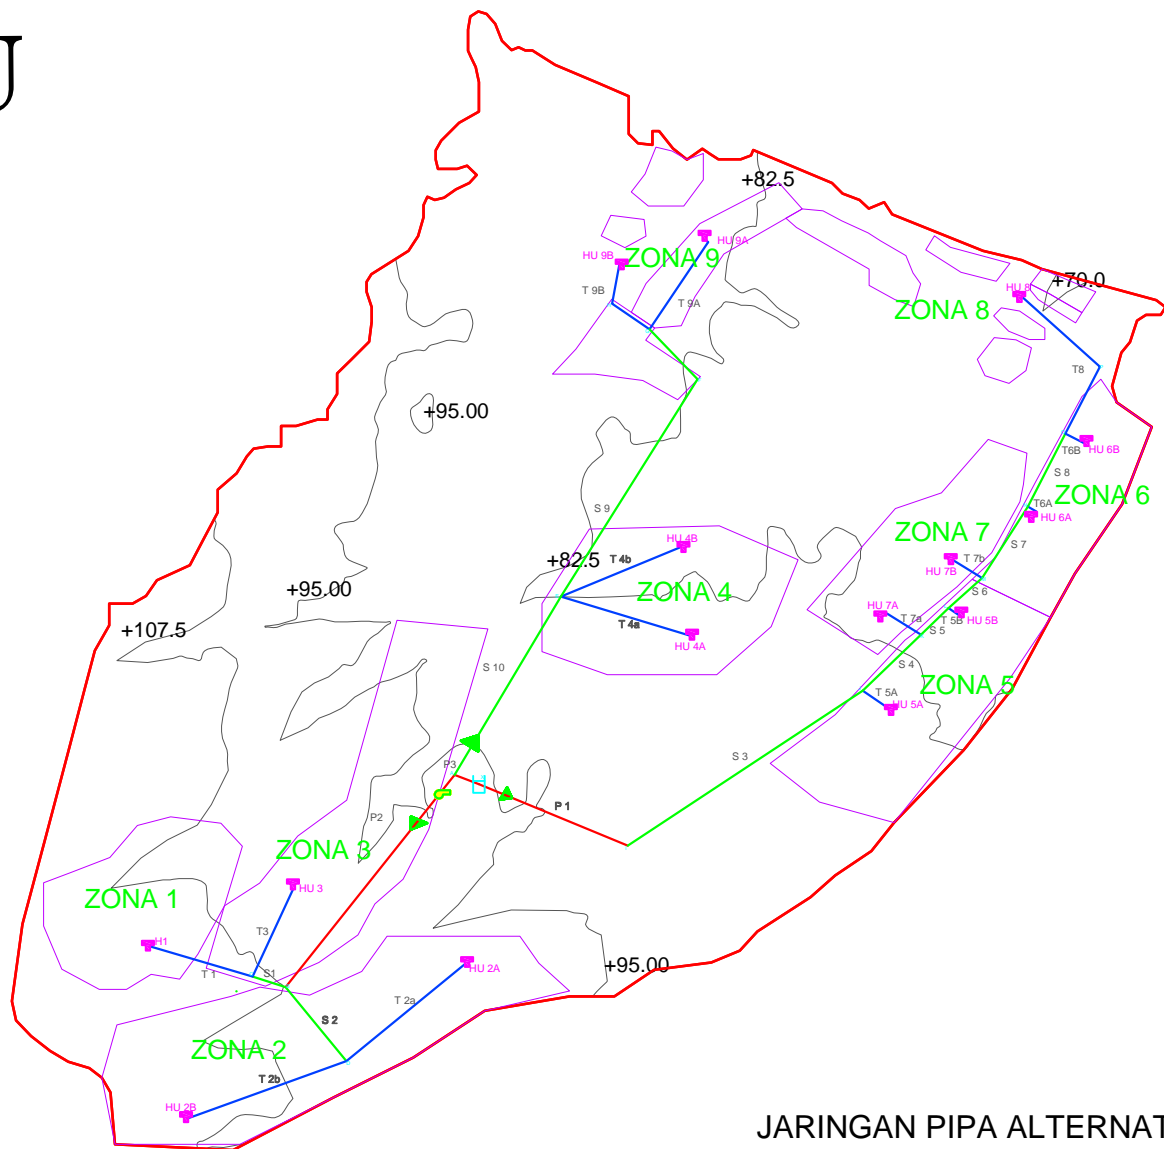 U
+82.5
HU 9A
HU 9B
ZONA 9
+70.0
HU 8
T 9B
T 9A
ZONA 8
T8
+95.00
T6B
HU 6B
S 8
ZONA 6
S 9
T6A
HU 6A
ZONA 7
S 7
HU 4B
+82.5
T 4b
T 7b
HU 7B
+95.00
ZONA 4
S 6
HU 7A
T 7a
T 5B
HU 5B
+107.5
T 4a
S 5
HU 4A
S 10
S 4
ZONA 5
T 5A
HU 5A
S 3
P3
P 1
P2
ZONA 3
HU 3
ZONA 1
T3
H1
HU 2A
+95.00
T 1
S1
T 2a
S 2
ZONA 2
T 2b
HU 2B
JARINGAN PIPA ALTERNAT